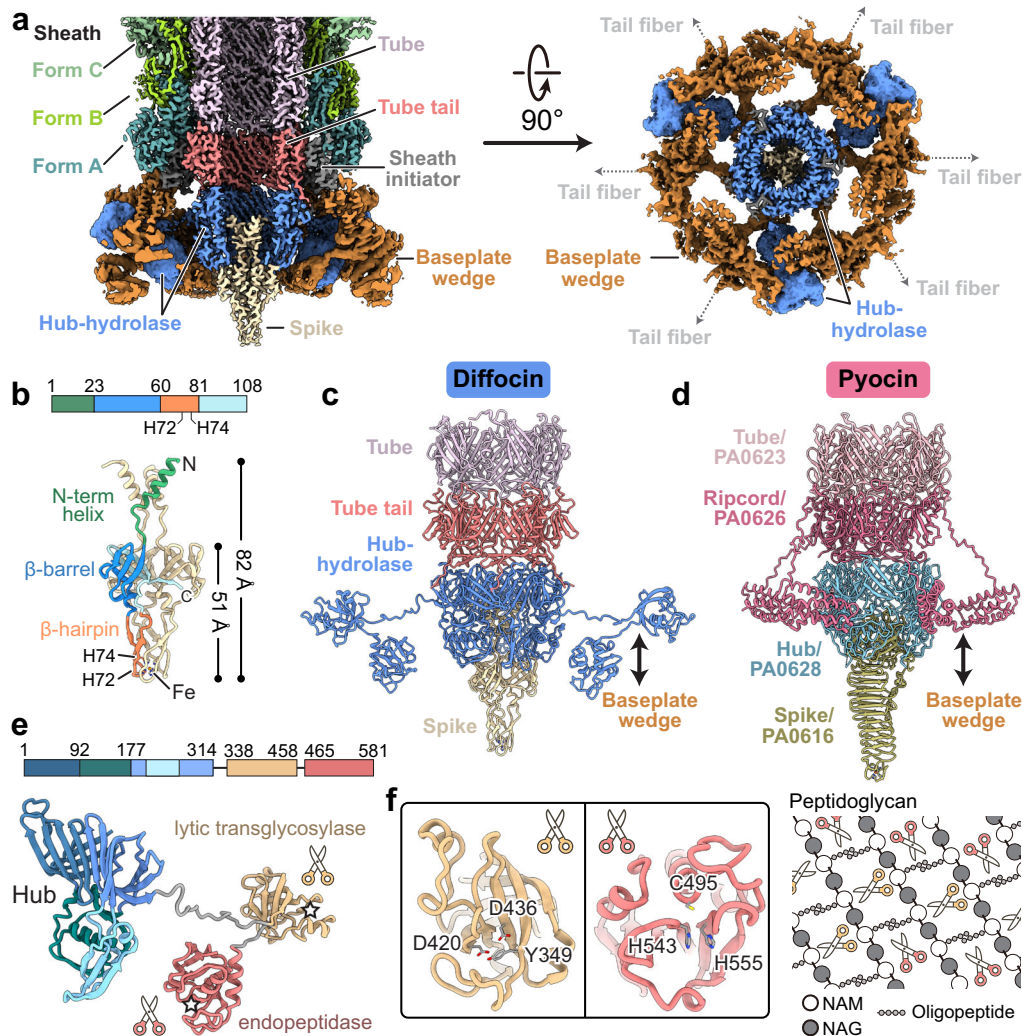 a
Sheath
Form C
Form B
Form A
Tube
Tube tail
Sheath
initiator
Baseplate
wedge
Hub-hydrolase
Spike
90°
Tail fiber
Tail fiber
Tail fiber
Tail fiber
Tail fiber
Tail fiber
Baseplate
wedge
Hub-
hydrolase
b
1 23 60 81 108
H72 H74
N
N-term
helix
β-barrel
C
β-hairpin
H74
H72
Fe
82 Å
51 Å
c
Diffocin
Tube
Tube tail
Hub-
hydrolase
Spike
Baseplate
wedge
d
Pyocin
Tube/
PA0623
Ripcord/
PA0626
Hub/
PA0628
Spike/
PA0616
Baseplate
wedge
e
1 92 177 314 338 458 465 581
lytic transglycosylase
Hub
endopeptidase
f
D436
D420
Y349
C495
H543
H555
Peptidoglycan
NAM
NAG
Oligopeptide